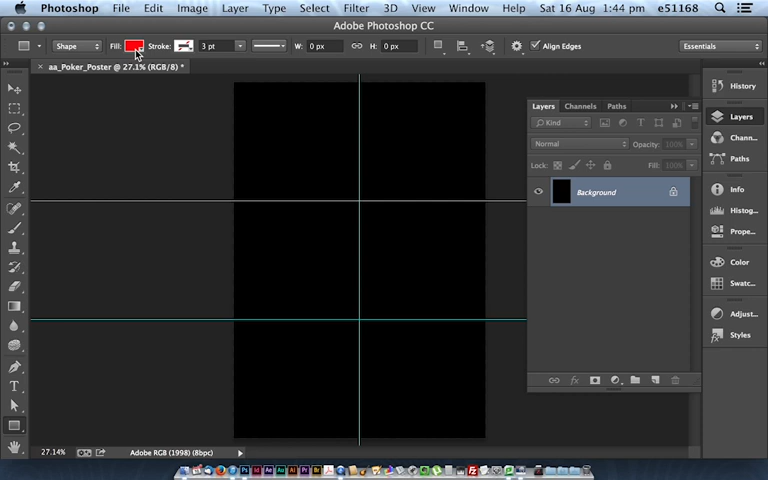 Photoshop File Edit Image Layer Type Select Filter 3D View Window Help Sat 16 Aug 1:44 pm e51168
Adobe Photoshop CC
Shape Fill: Stroke: 3 pt W: 0 px H: 0 px Align Edges Essentials
× aa_Poker_Poster @ 27.1% (RGB/8) *
History
Layers Channels Paths
Layers
Kind
Chann...
Normal Opacity: 100%
Paths
Lock: Fill: 100%
Info
Background
Histog...
Prope...
Color
Swatc...
Adjust...
Styles
27.14% Adobe RGB (1998) (8bpc)